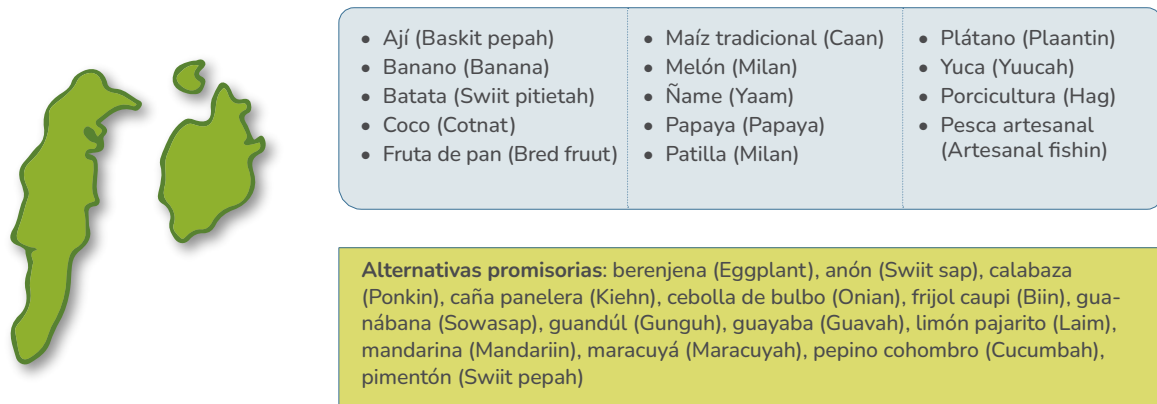 • Ají (Baskit pepah)
• Banano (Banana)
• Batata (Swiit pitietah)
• Coco (Cotnat)
• Fruta de pan (Bred fruut)
• Maíz tradicional (Caan)
• Melón (Milan)
• Ñame (Yaam)
• Papaya (Papaya)
• Patilla (Milan)
• Plátano (Plaantin)
• Yuca (Yuucah)
• Porcicultura (Hag)
• Pesca artesanal
(Artesanal fishin)
Alternativas promisorias: berenjena (Eggplant), anón (Swiit sap), calabaza
(Ponkin), caña panelera (Kiehn), cebolla de bulbo (Onian), frijol caupi (Biin), gua-
nábana (Sowasap), guandúl (Gunguh), guayaba (Guavah), limón pajarito (Laim),
mandarina (Mandariin), maracuyá (Maracuyah), pepino cohombro (Cucumbah),
pimentón (Swiit pepah)